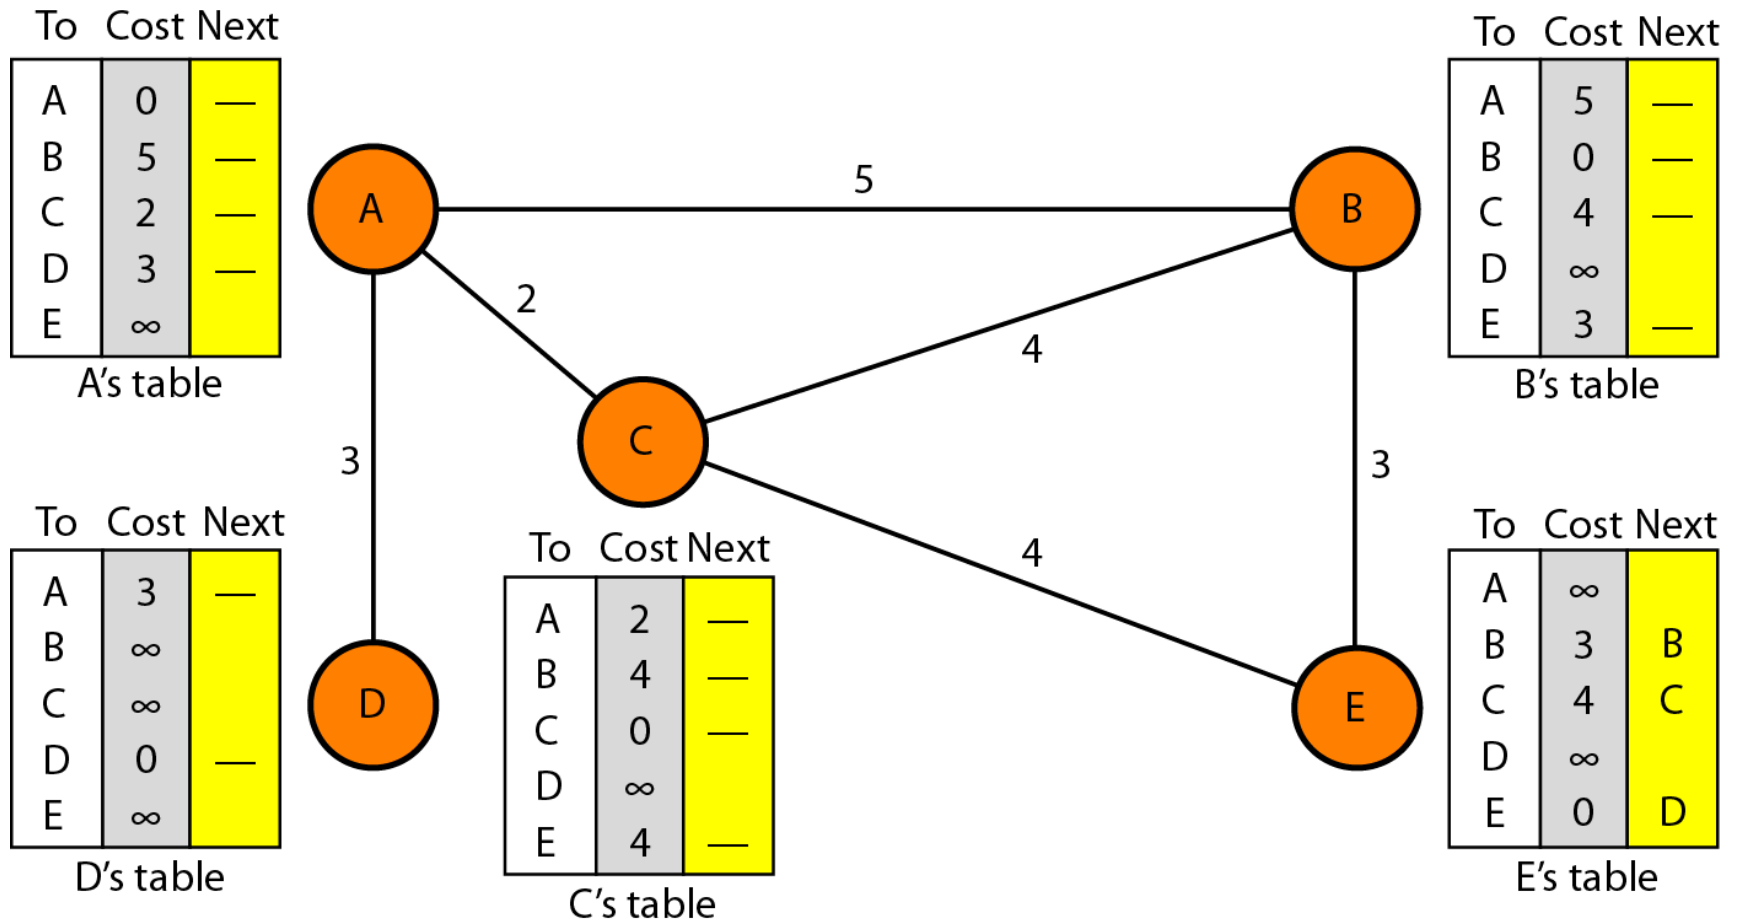 To Cost Next
A 0 —
B 5 —
C 2 —
D 3 —
E ∞
A's table
To Cost Next
A 5 —
B 0 —
C 4 —
D ∞
E 3 —
B's table
A
5
B
2
4
C
3
3
4
D
E
To Cost Next
A 3 —
B ∞
C ∞
D 0 —
E ∞
D's table
To Cost Next
A 2 —
B 4 —
C 0 —
D ∞
E 4 —
C's table
To Cost Next
A ∞
B 3 B
C 4 C
D ∞
E 0 D
E's table